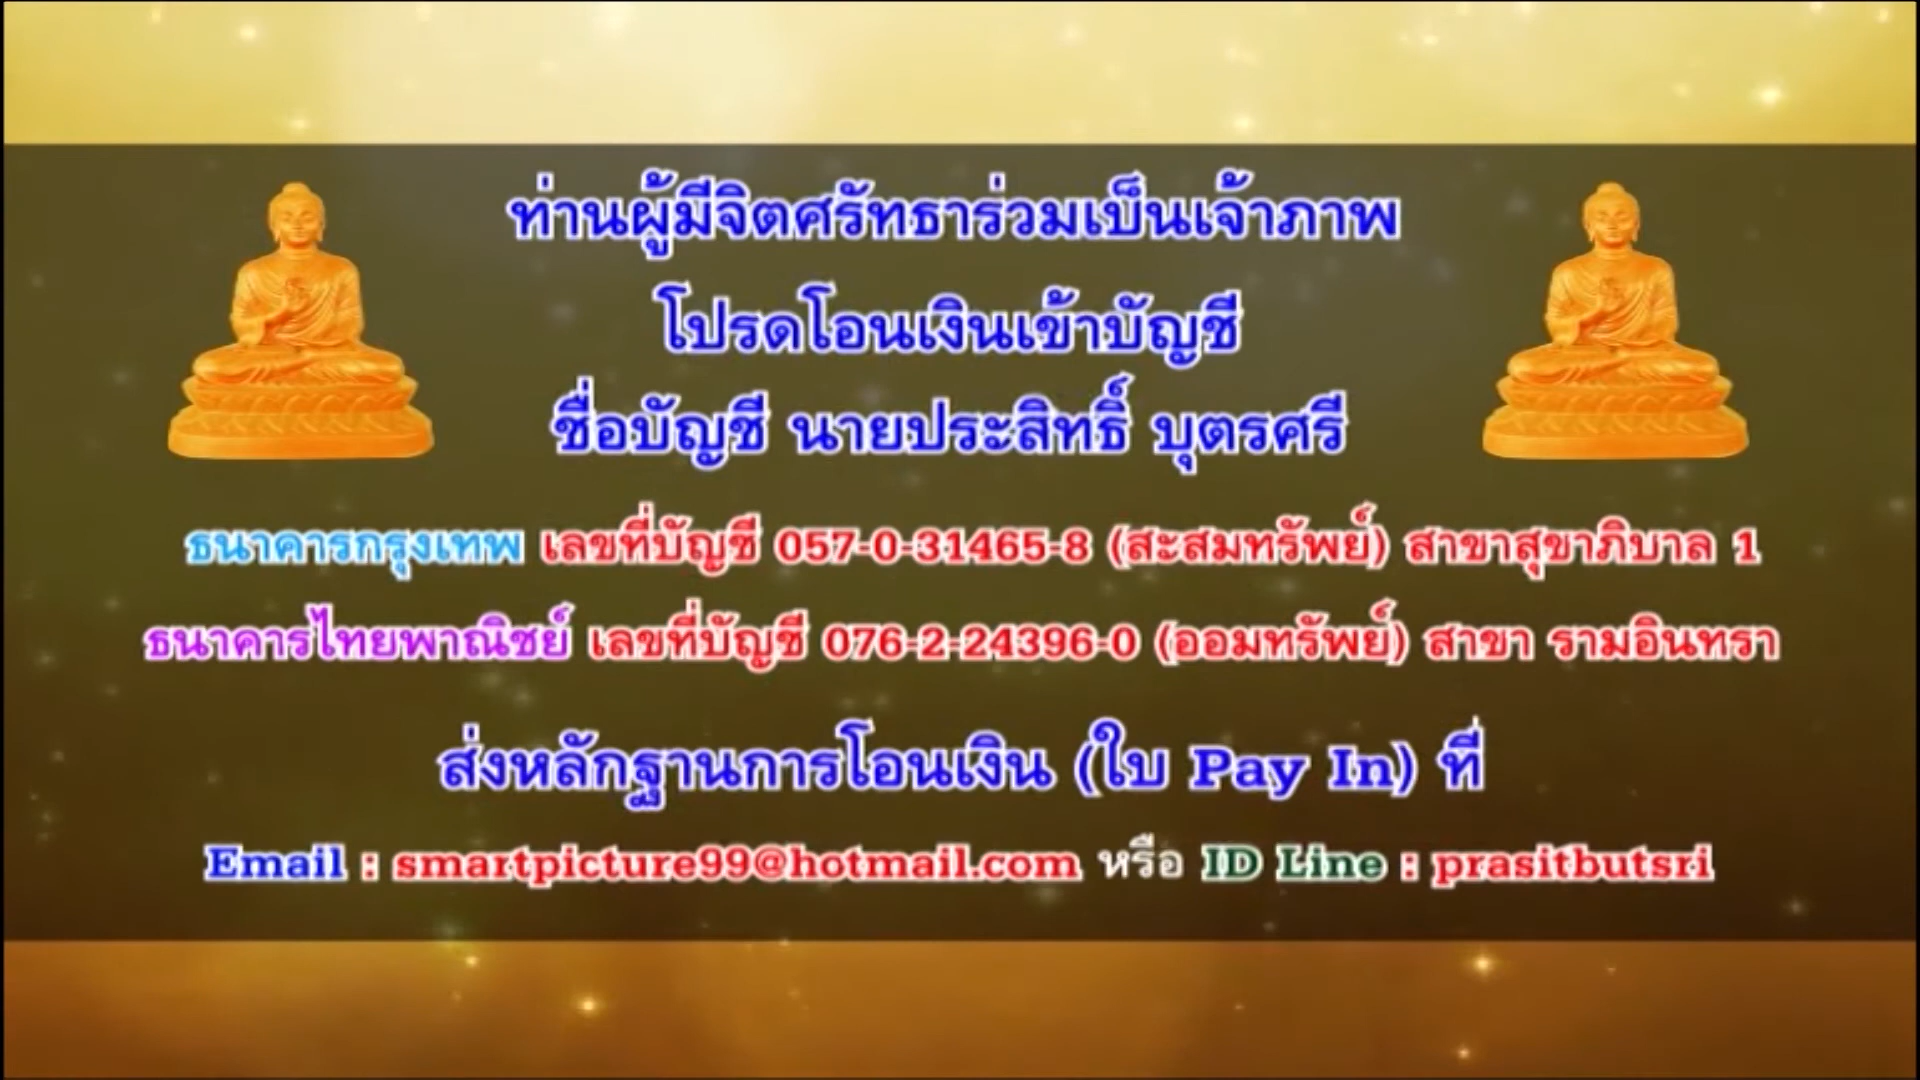 ท่านผู้มีจิตศรัทธาร่วมเป็นเจ้าภาพ
โปรดโอนเงินเข้าบัญชี
ชื่อบัญชี นายประสิทธิ์ บุตรศรี
ธนาคารกรุงเทพ เลขที่บัญชี 057-0-31465-8 (สะสมทรัพย์) สาขาสุขาภิบาล 1
ธนาคารไทยพาณิชย์ เลขที่บัญชี 076-2-24396-0 (ออมทรัพย์) สาขา รามอินทรา
ส่งหลักฐานการโอนเงิน (ใบ Pay In) ที่
Email : smartpicture99@hotmail.com หรือ ID Line : prasitbutsri